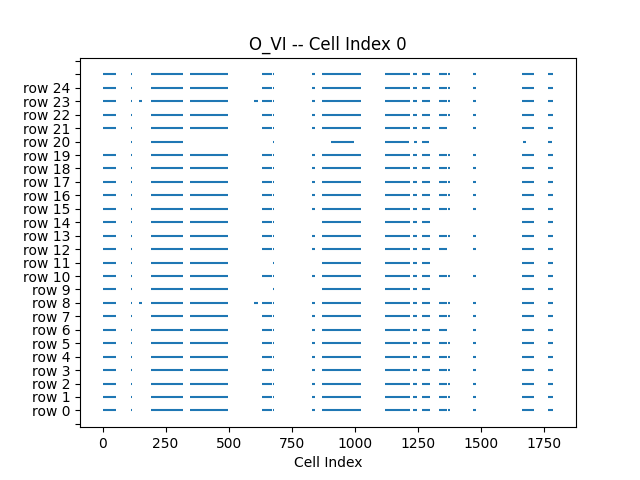 O_VI -- Cell Index 0
row 24
row 23
row 22
row 21
row 20
row 19
row 18
row 17
row 16
row 15
row 14
row 13
row 12
row 11
row 10
row 9
row 8
row 7
row 6
row 5
row 4
row 3
row 2
row 1
row 0
0 250 500 750 1000 1250 1500 1750
Cell Index